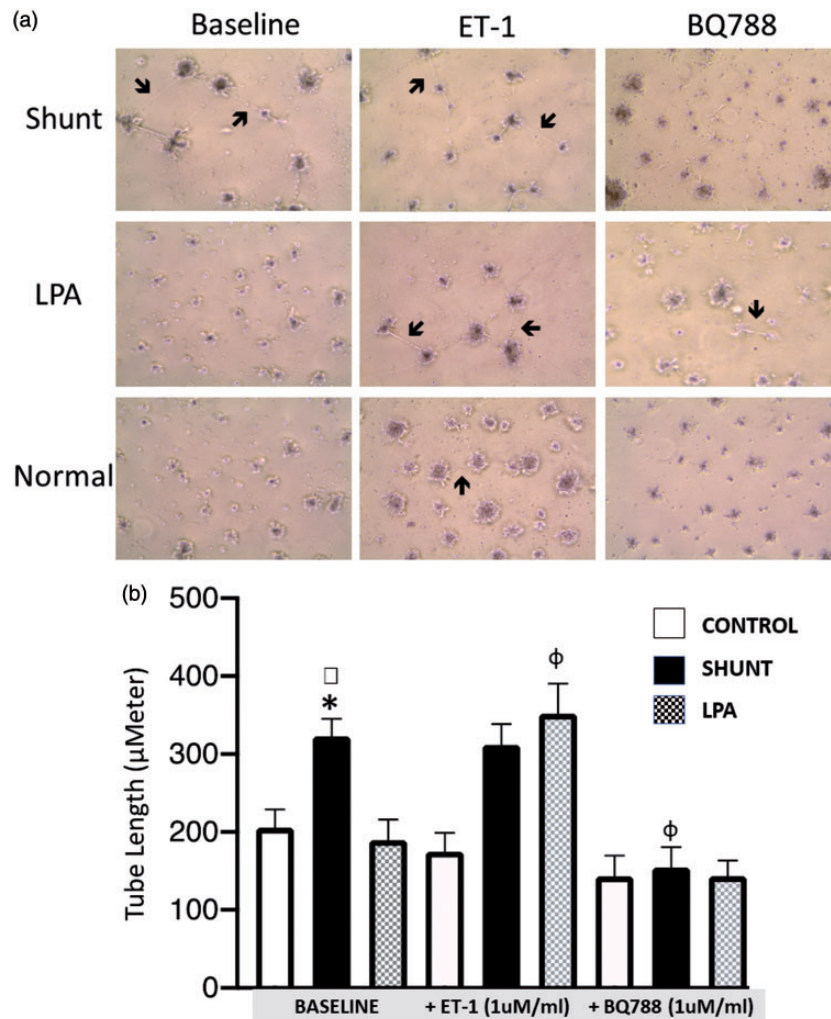 (a)
Baseline ET-1 BQ788
Shunt
LPA
Normal
(b)
500
400
300
200
100
0
Tube Length (µMeter)
□
*
ϕ
ϕ
CONTROL
SHUNT
LPA
BASELINE + ET-1 (1uM/ml) + BQ788 (1uM/ml)